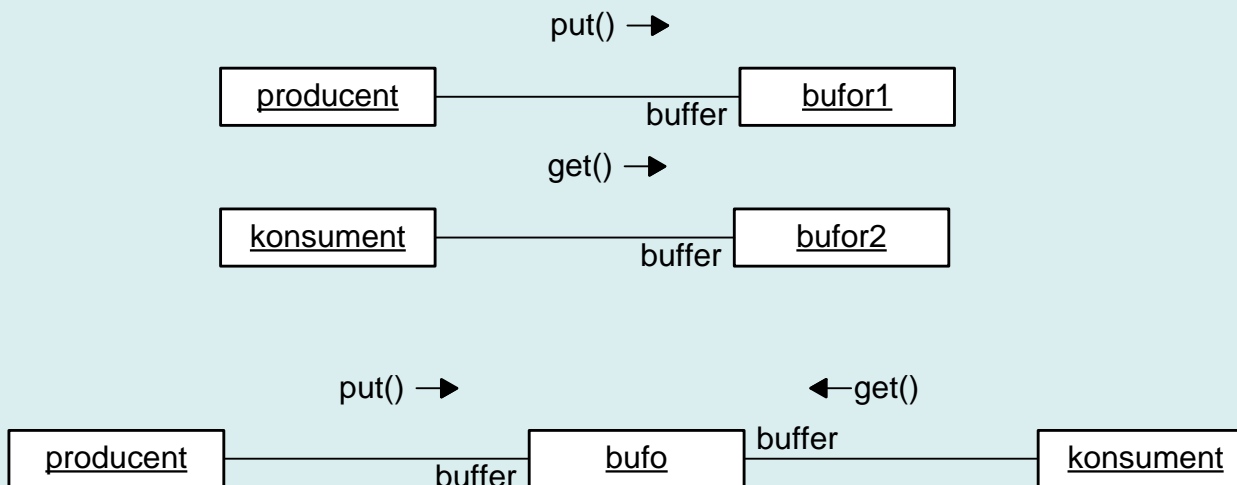 put()
producent
bufor1
buffer
get()
konsument
bufor2
buffer
put()
get()
producent
buffer
bufo
buffer
konsument